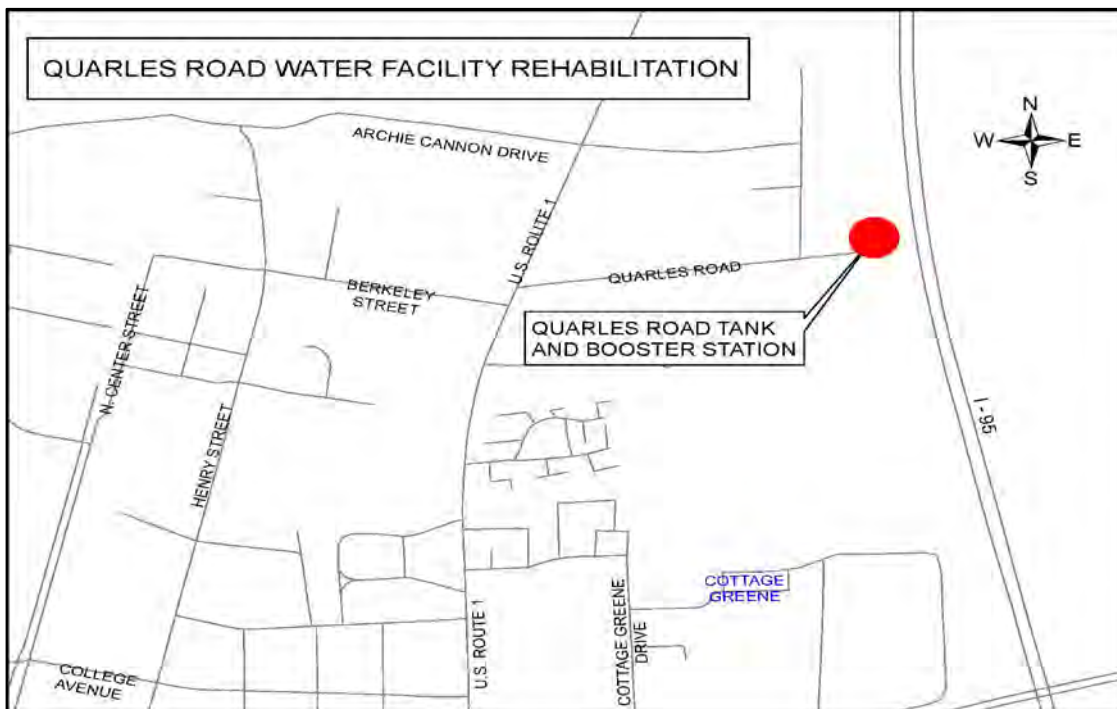 QUARLES ROAD WATER FACILITY REHABILITATION
N
W E
S
ARCHIE CANNON DRIVE
U.S. ROUTE 1
QUARLES ROAD
BERKELEY
STREET
N. CENTER STREET
QUARLES ROAD TANK
AND BOOSTER STATION
I - 95
HENRY STREET
COTTAGE
GREENE
COTTAGE GREENE
DRIVE
U.S. ROUTE 1
COLLEGE
AVENUE